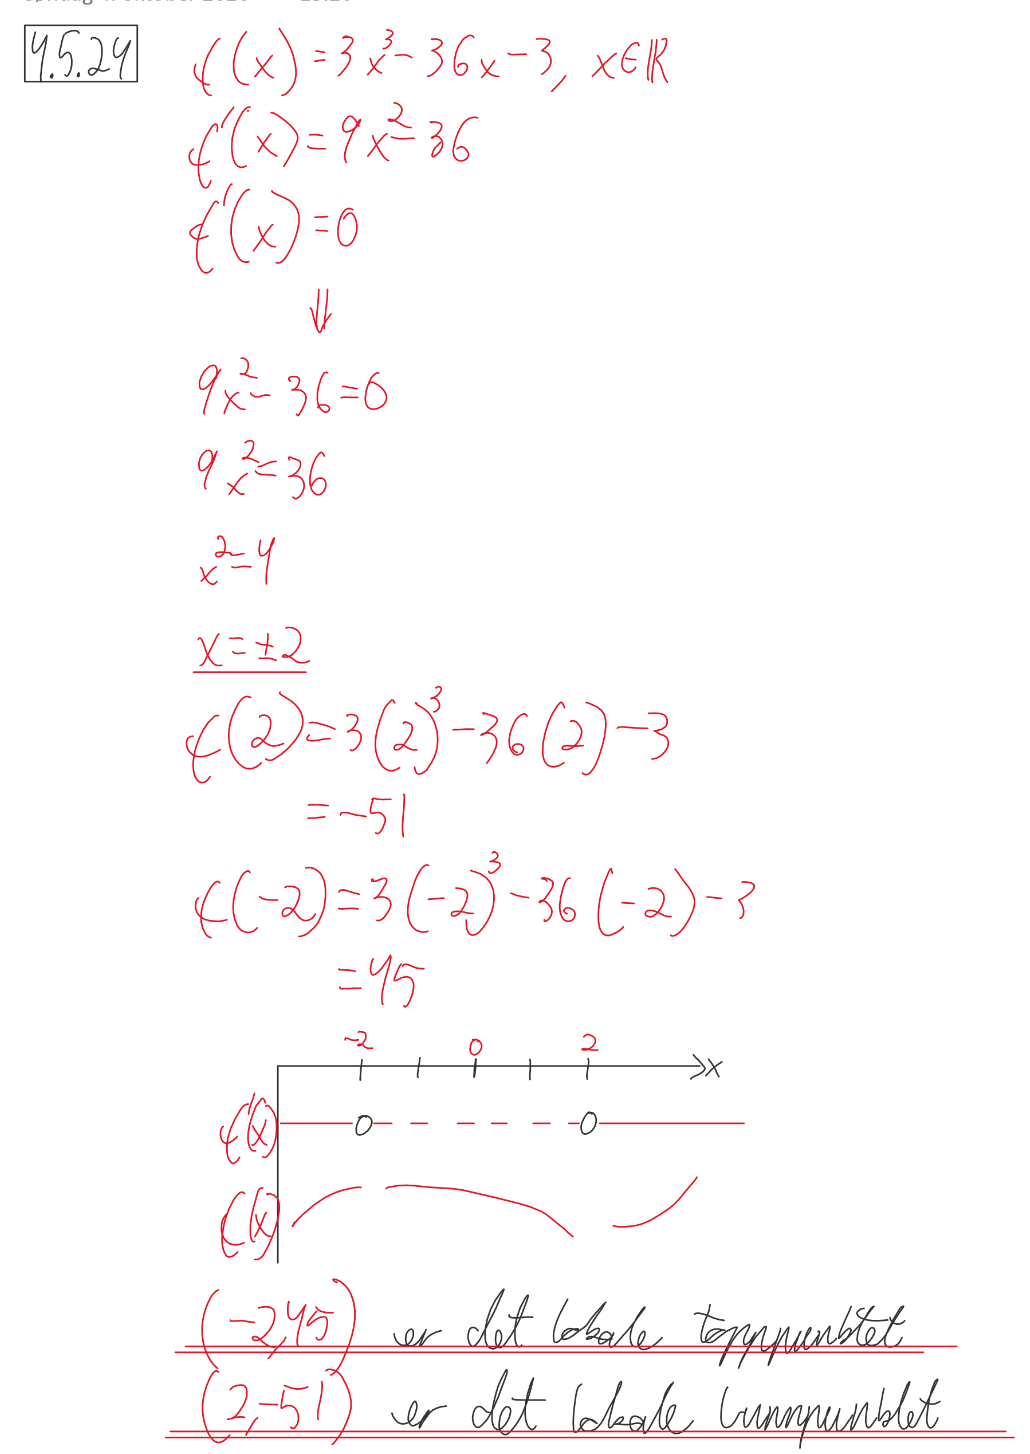 4.5.24
f(x) = 3x³ - 36x - 3, x∈ℝ
f'(x) = 9x² - 36
f'(x) = 0
⇓
9x² - 36 = 0
9x² = 36
x² = 4
x = ±2
f(2) = 3(2)³ - 36(2) - 3
= -51
f(-2) = 3(-2)³ - 36(-2) - 3
= 45
-2 0 2
x
f'(x) 0 0
f(x)
(-2,45) er det lokale topppunktet
(2,-51) er det lokale bunnpunktet